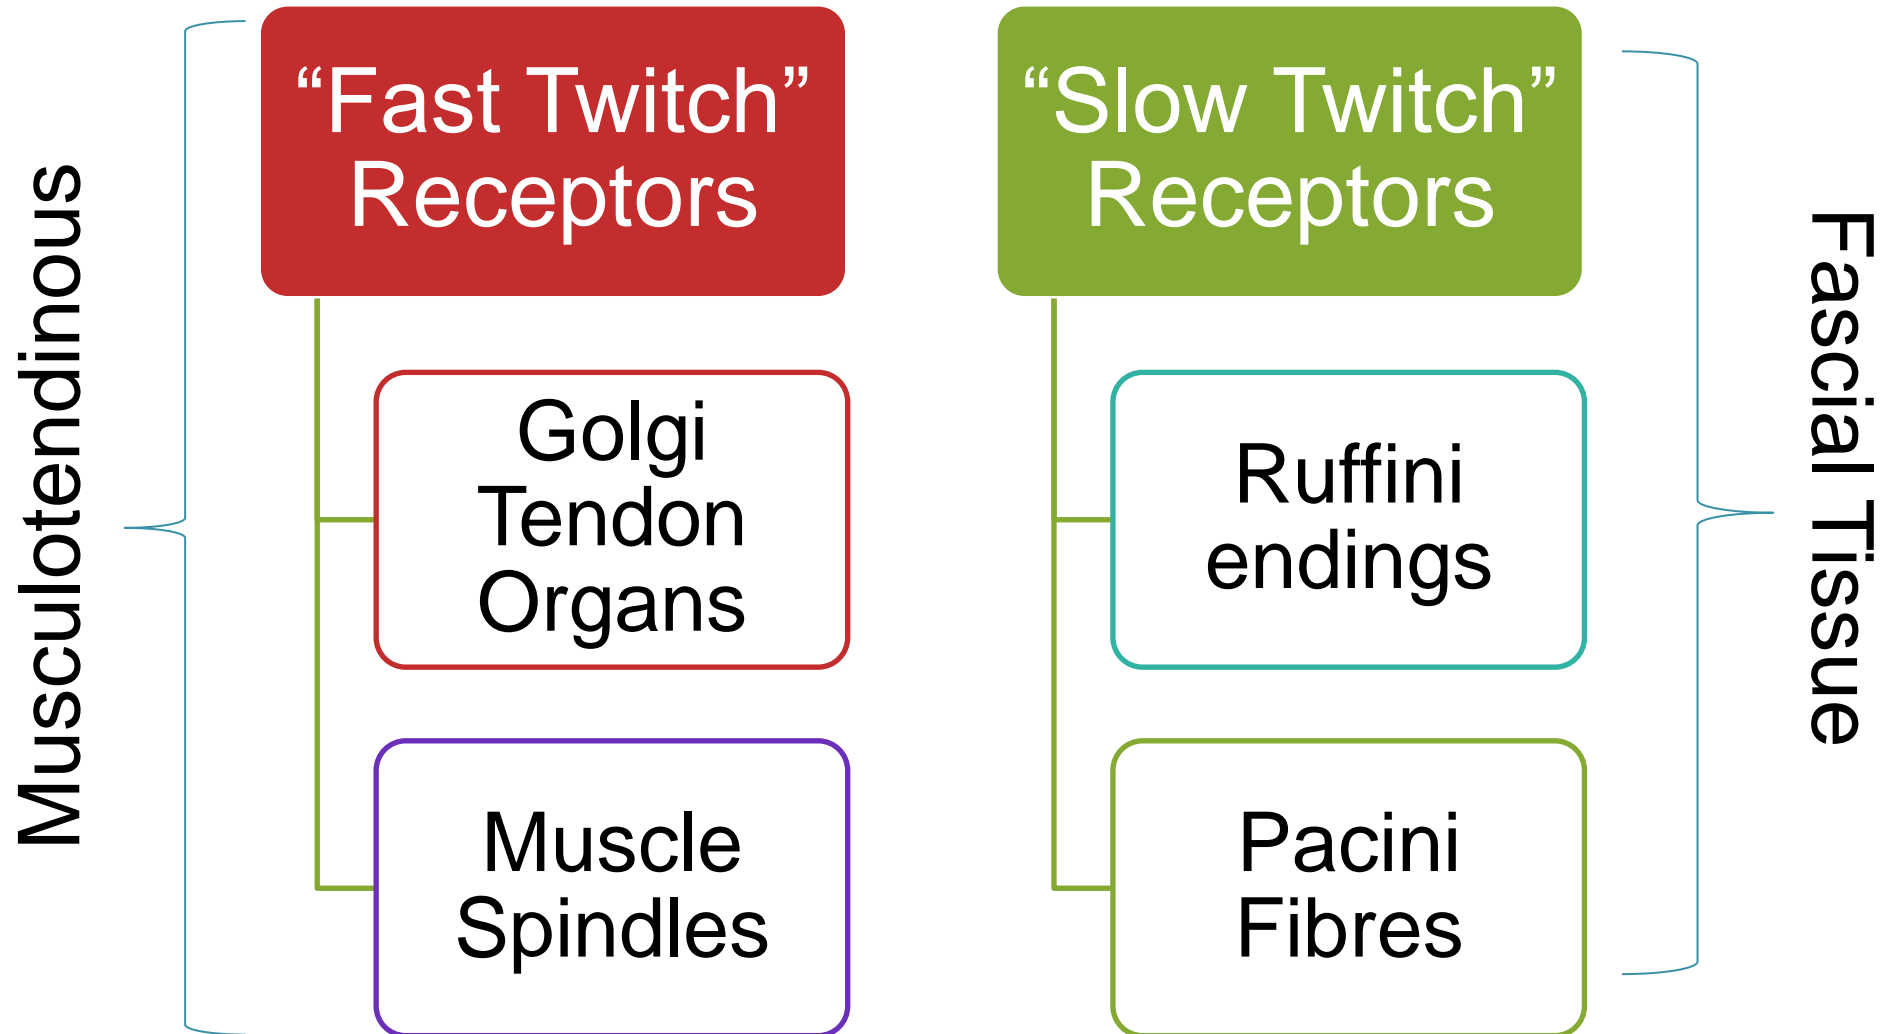 Musculotendinous
“Fast Twitch”
Receptors
Golgi
Tendon
Organs
Muscle
Spindles
“Slow Twitch”
Receptors
Ruffini
endings
Pacini
Fibres
Fascial Tissue